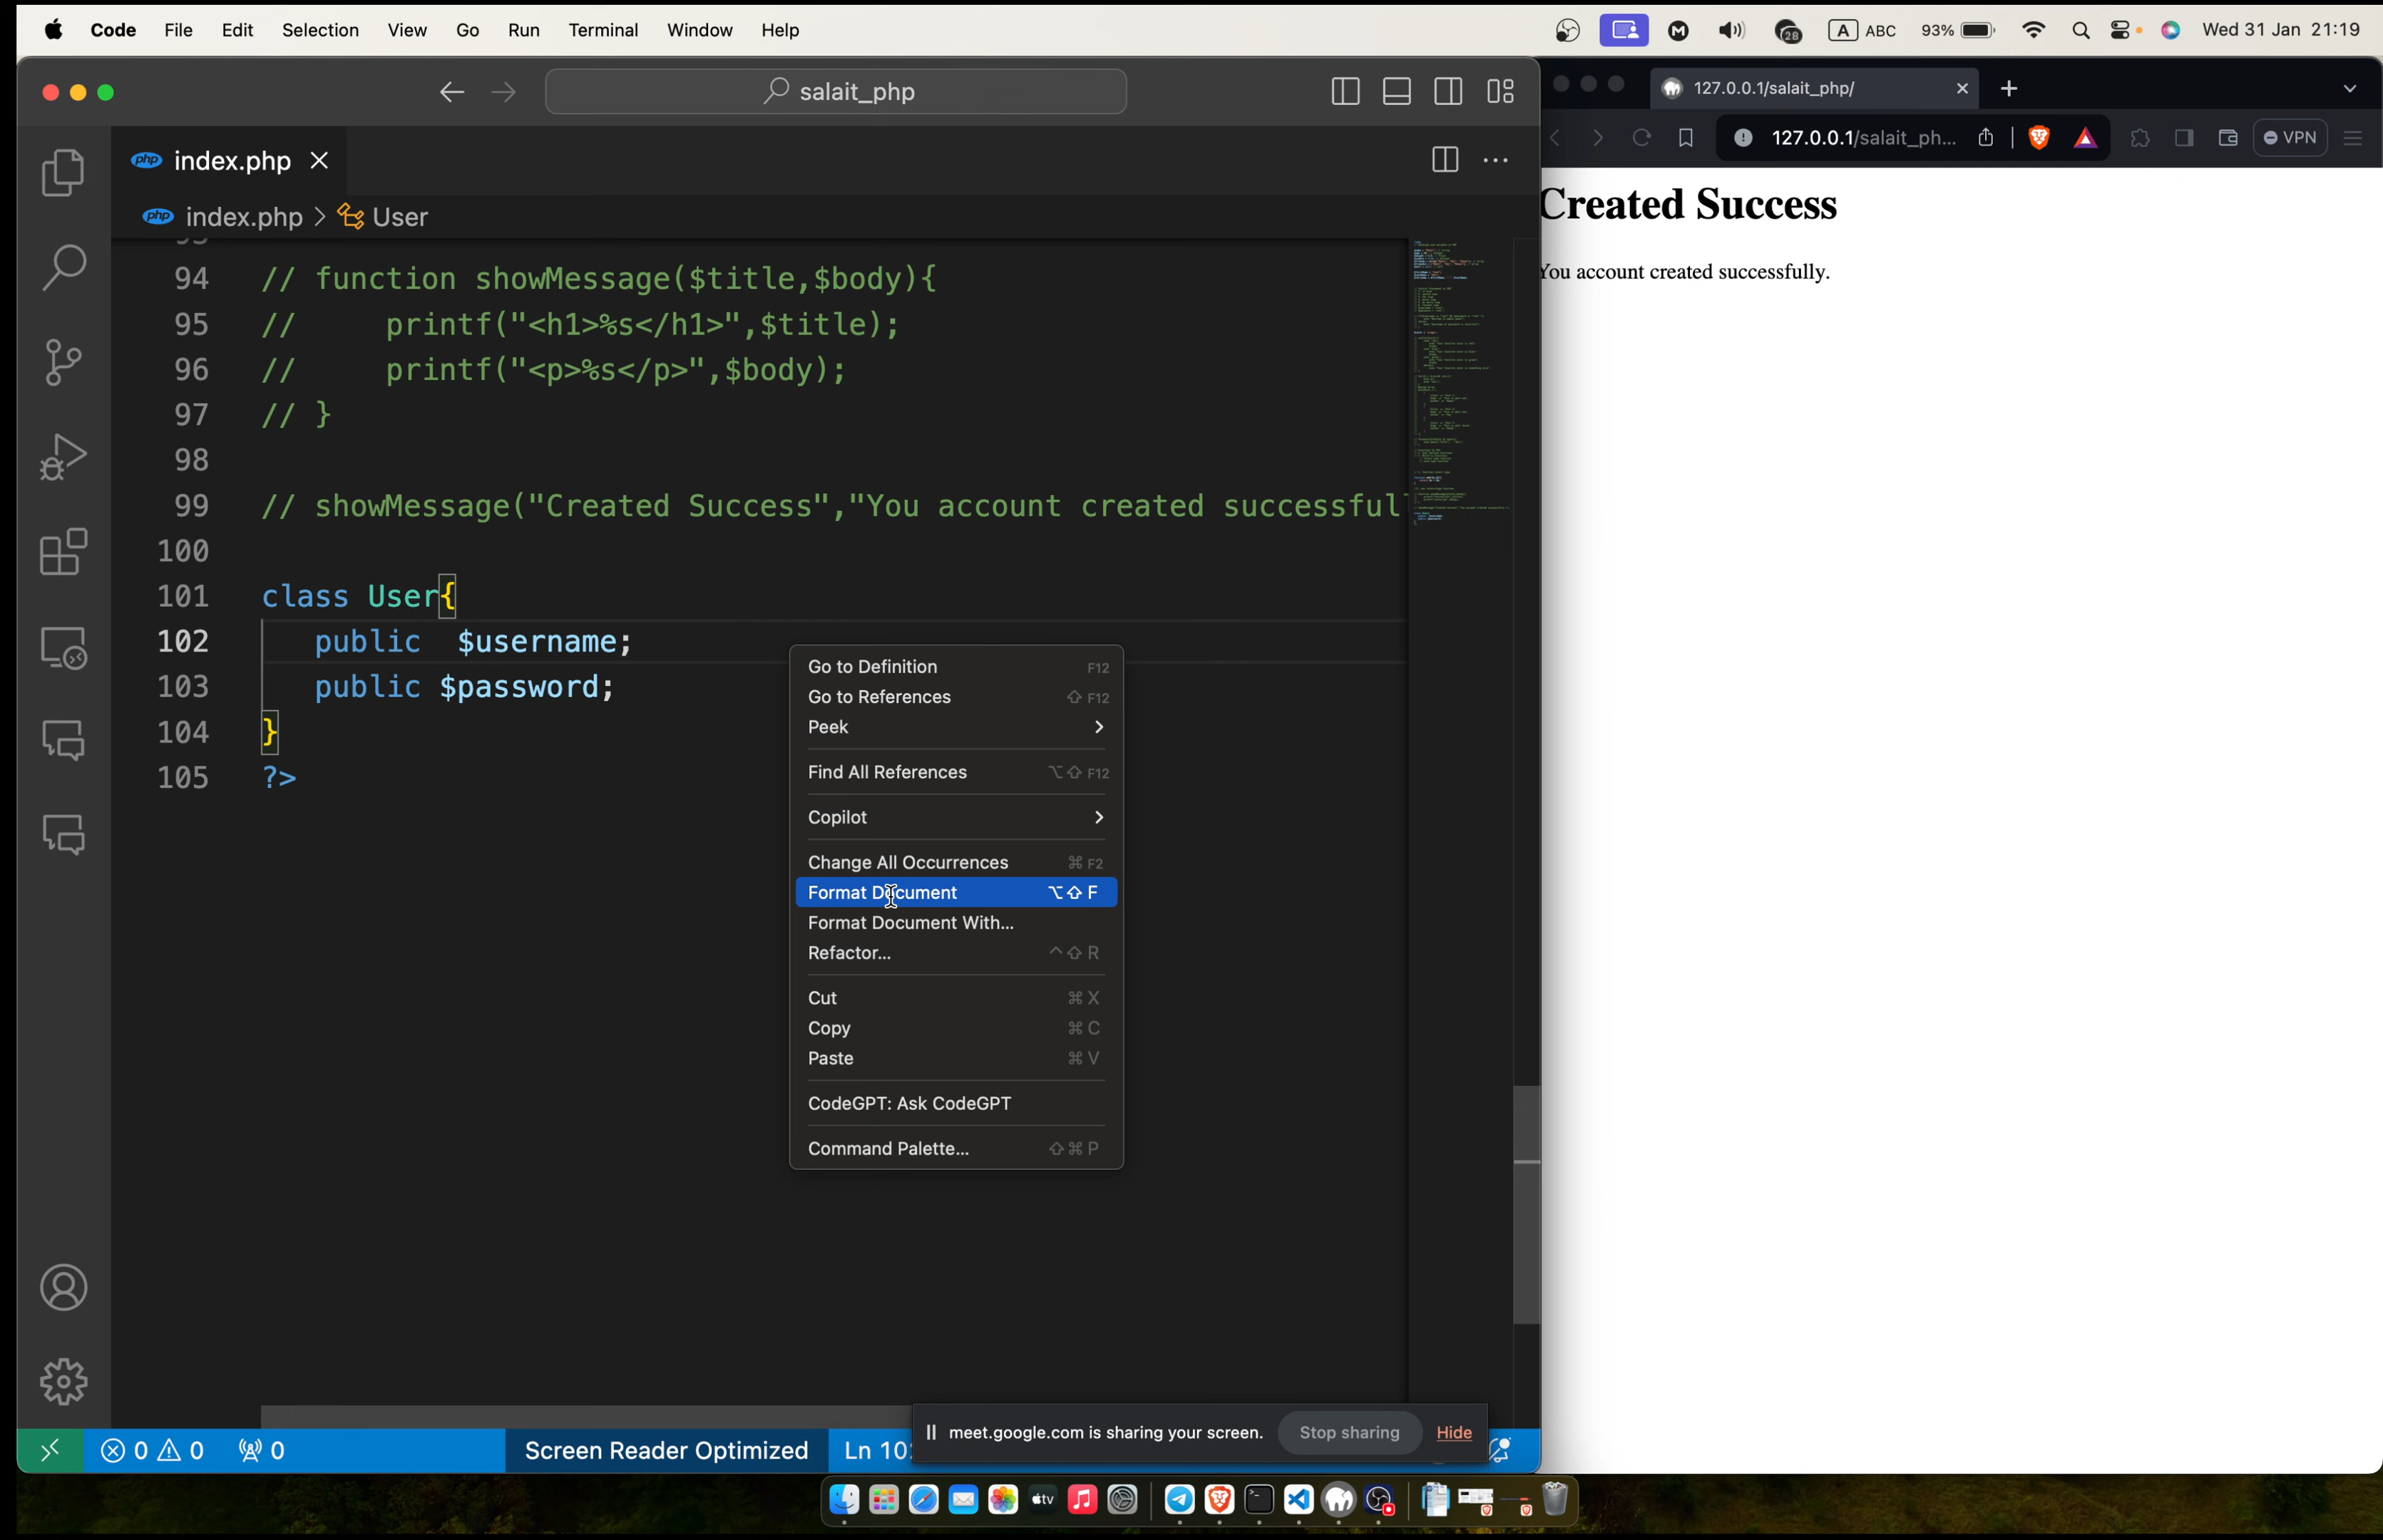 Code File Edit Selection View Go Run Terminal Window Help
28 A ABC 93% Wed 31 Jan 21:19
salait_php
127.0.0.1/salait_php/
127.0.0.1/salait_ph... VPN
php index.php
php index.php > User
Created Success
You account created successfully.
94 // function showMessage($title,$body){
95 //     printf("<h1>%s</h1>",$title);
96 //     printf("<p>%s</p>",$body);
97 // }
98
99 // showMessage("Created Success","You account created successful
100
101 class User{
102    public  $username;
103    public $password;
104 }
105 ?>
Go to Definition F12
Go to References ⇧ F12
Peek
Find All References ⌥⇧ F12
Copilot
Change All Occurrences ⌘ F2
Format Document ⌥⇧ F
Format Document With...
Refactor... ^⇧ R
Cut ⌘ X
Copy ⌘ C
Paste ⌘ V
CodeGPT: Ask CodeGPT
Command Palette... ⇧⌘ P
meet.google.com is sharing your screen. Stop sharing Hide
0 0 0 Screen Reader Optimized Ln 10
tv